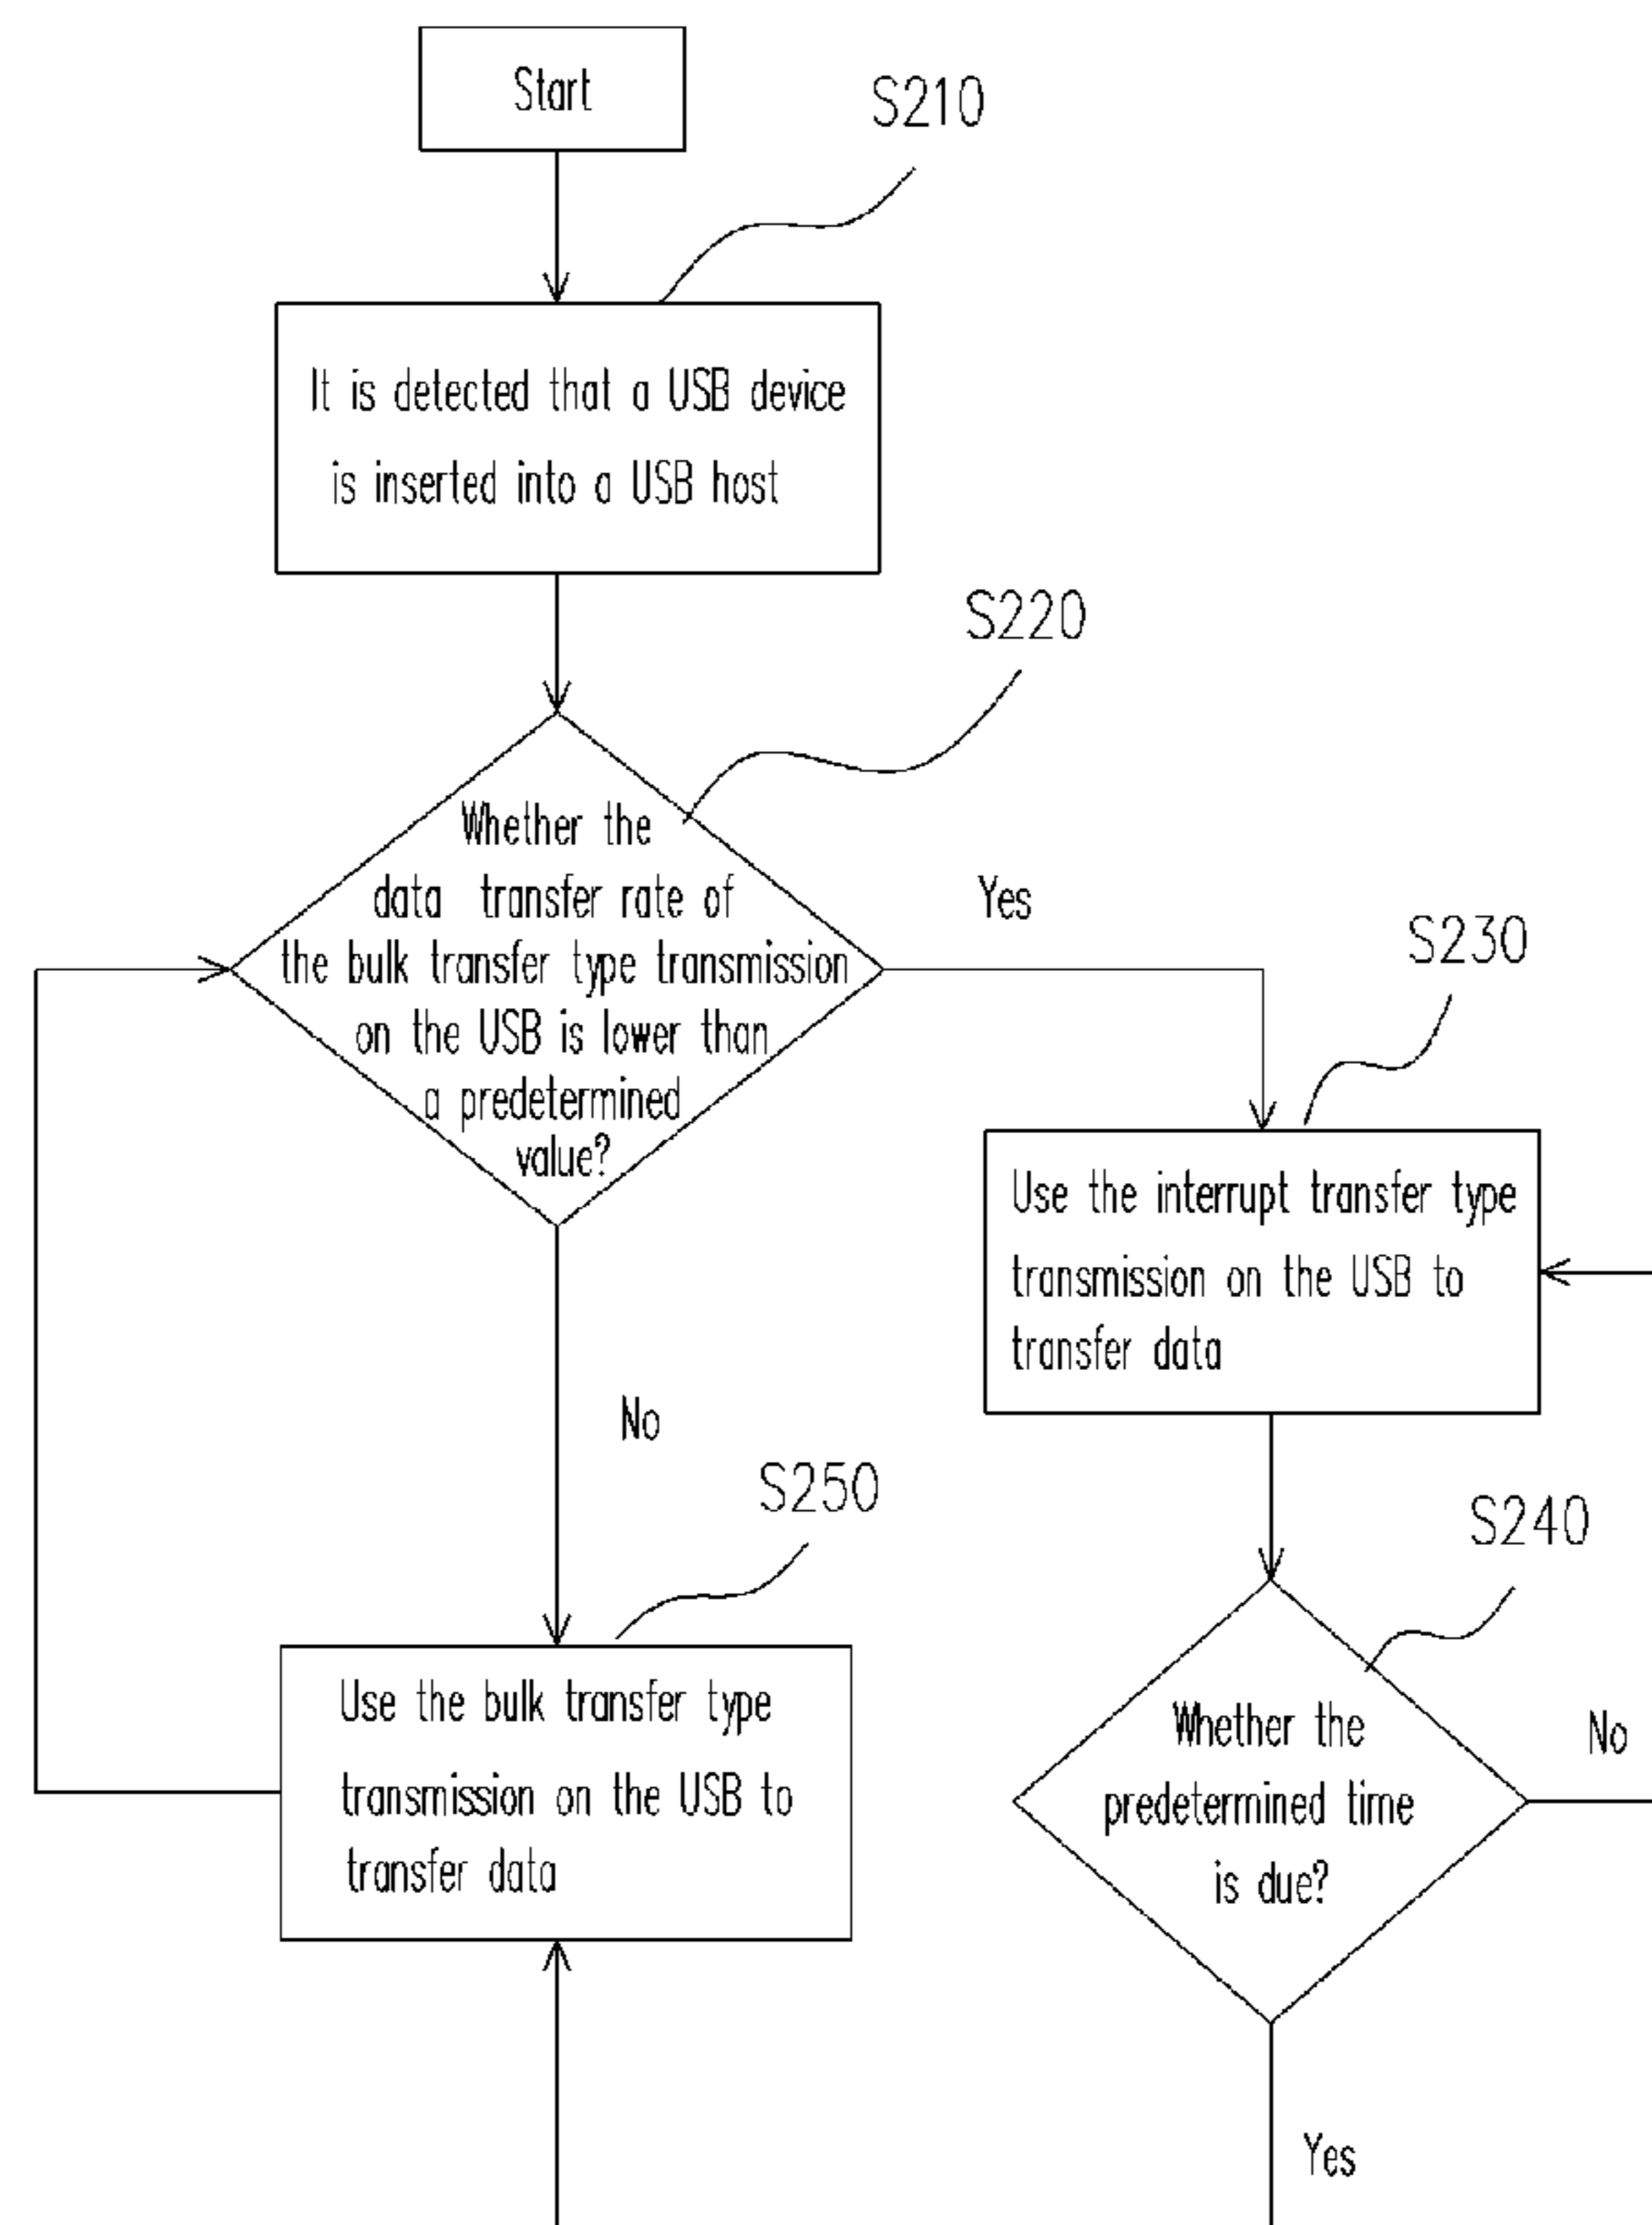 Start
S210
It is detected that a USB device
is inserted into a USB host
S220
Whether the
data transfer rate of
the bulk transfer type transmission
on the USB is lower than
a predetermined
value?
Yes
S230
Use the interrupt transfer type
transmission on the USB to
transfer data
No
S250
Use the bulk transfer type
transmission on the USB to
transfer data
S240
Whether the
predetermined time
is due?
No
Yes